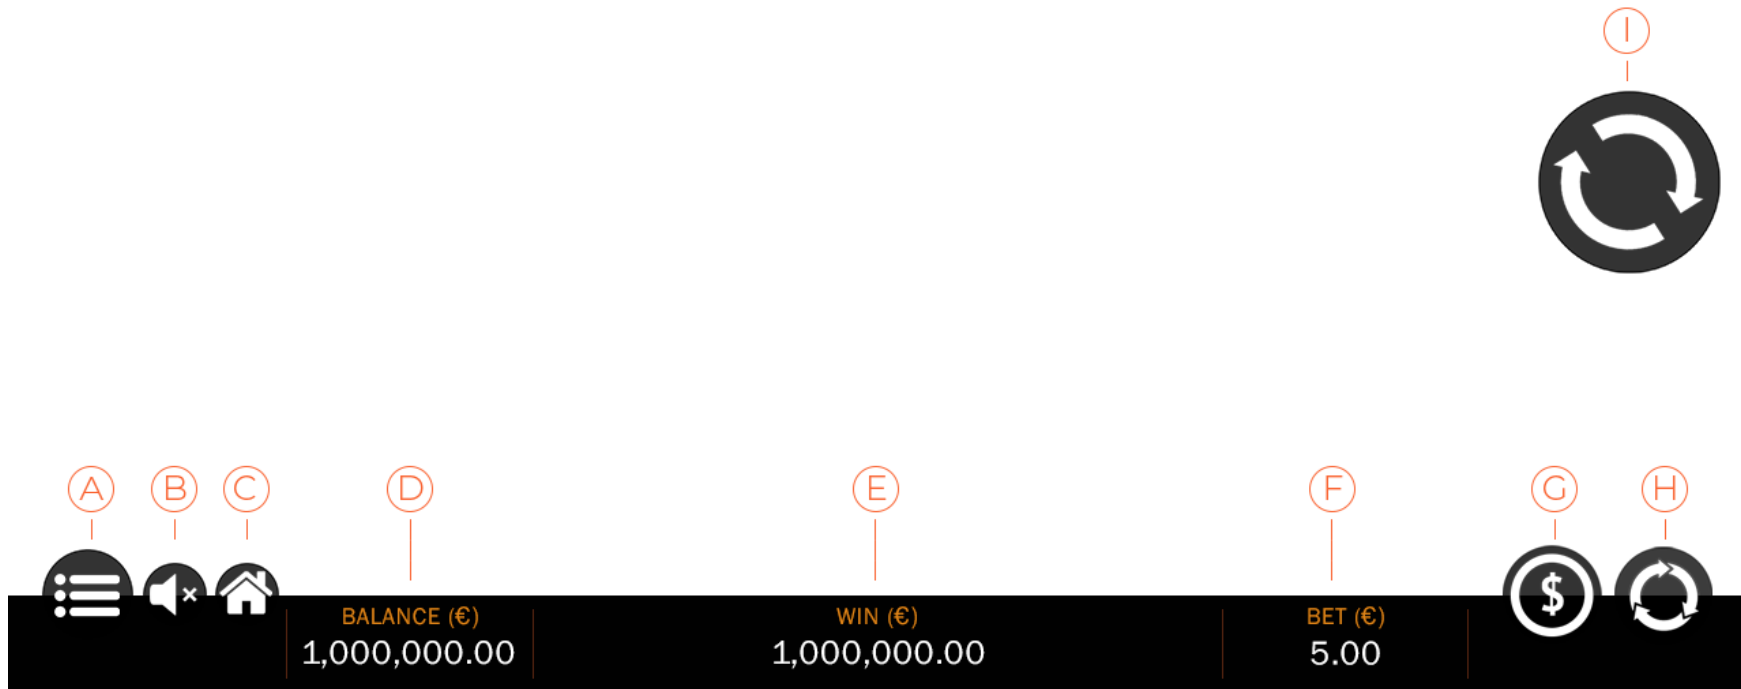 I
A B C D E F G H
BALANCE (€) WIN (€) BET (€)
1,000,000.00 1,000,000.00 5.00
$